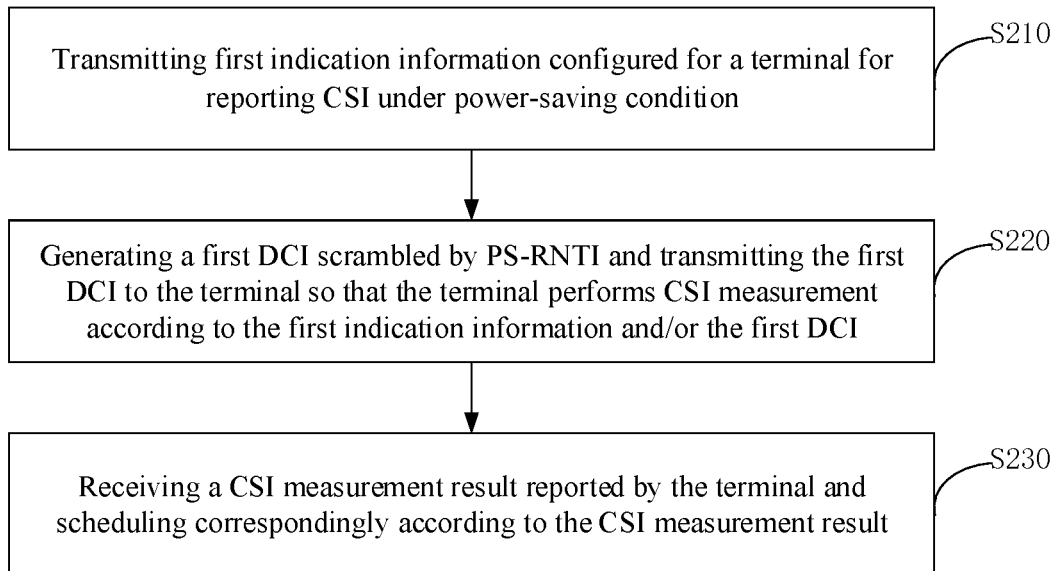 S210
Transmitting first indication information configured for a terminal for
reporting CSI under power-saving condition
S220
Generating a first DCI scrambled by PS-RNTI and transmitting the first
DCI to the terminal so that the terminal performs CSI measurement
according to the first indication information and/or the first DCI
S230
Receiving a CSI measurement result reported by the terminal and
scheduling correspondingly according to the CSI measurement result